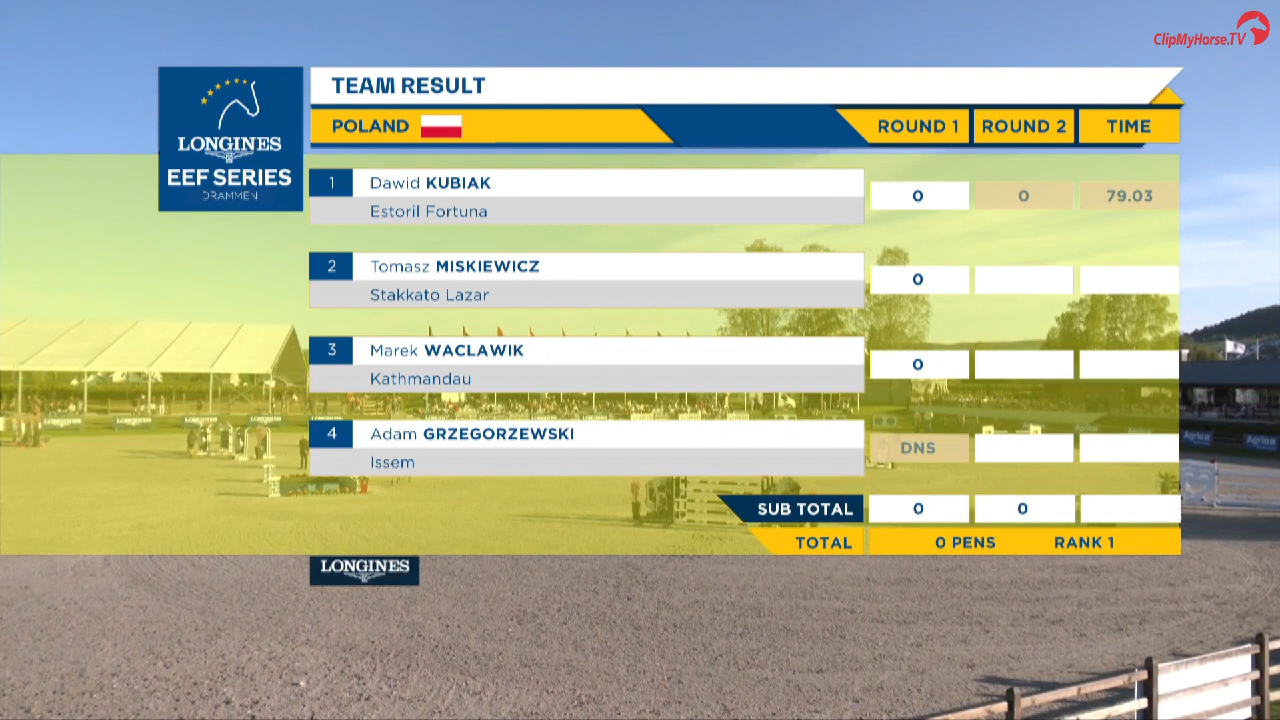 ClipMyHorse.TV
TEAM RESULT
POLAND ROUND 1 ROUND 2 TIME
LONGINES
EEF SERIES
DRAMMEN
1 Dawid KUBIAK 0 0 79.03
Estoril Fortuna
2 Tomasz MISKIEWICZ 0
Stakkato Lazar
3 Marek WACLAWIK 0
Kathmandau
4 Adam GRZEGORZEWSKI DNS
Issem
SUB TOTAL 0 0
TOTAL 0 PENS RANK 1
LONGINES
Agria
Agria